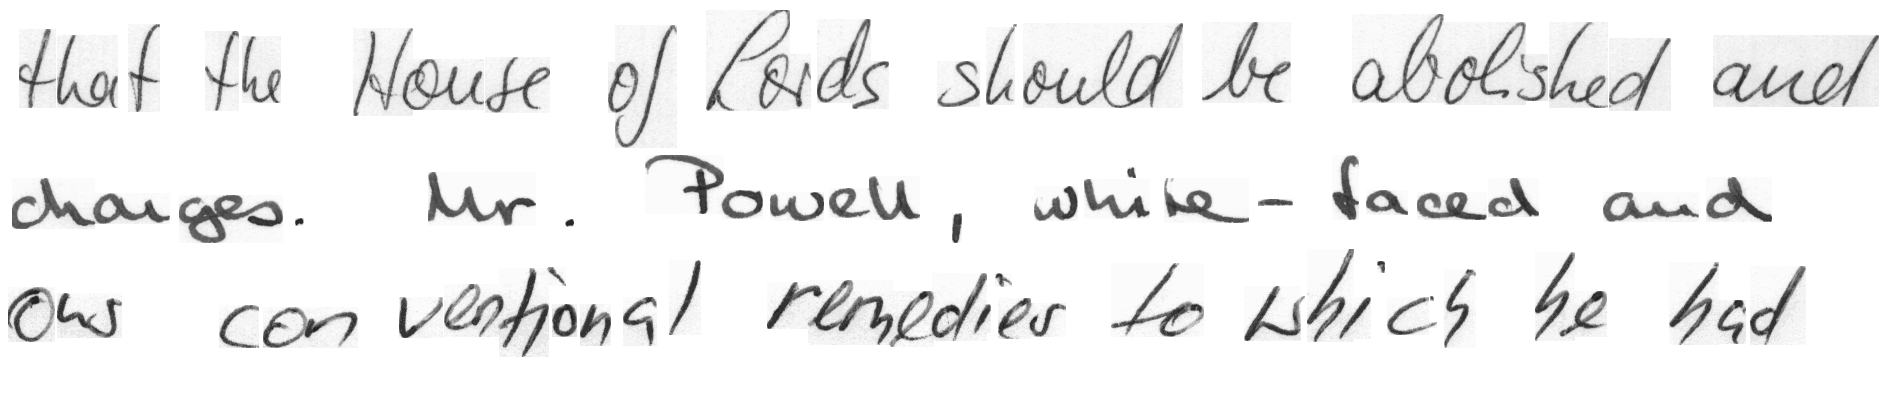 that the House of Lords should be abolished and
changes. Mr. Powell, white-faced and
our conventional remedies to which he had